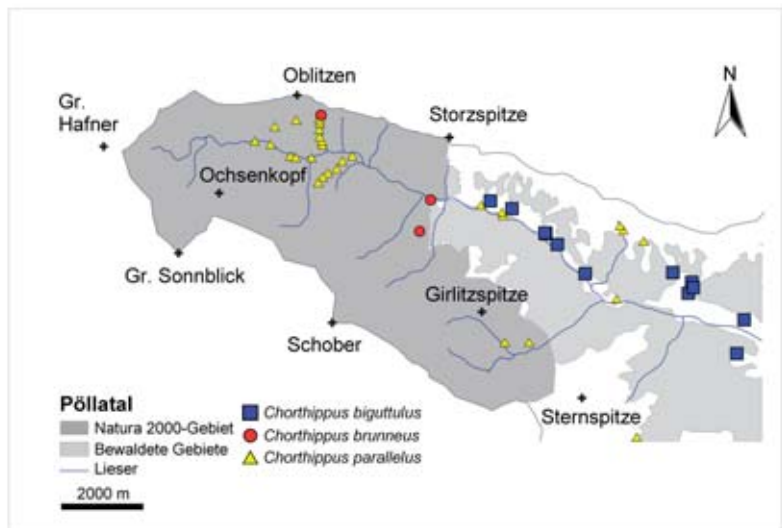 N
Oblitzen
Gr.
Hafner
Storzspitze
Ochsenkopf
Gr. Sonnblick
Girlitzspitze
Schober
Sternspitze
Pöllatal
Natura 2000-Gebiet
Bewaldete Gebiete
Lieser
2000 m
Chorthippus biguttulus
Chorthippus brunneus
Chorthippus parallelus